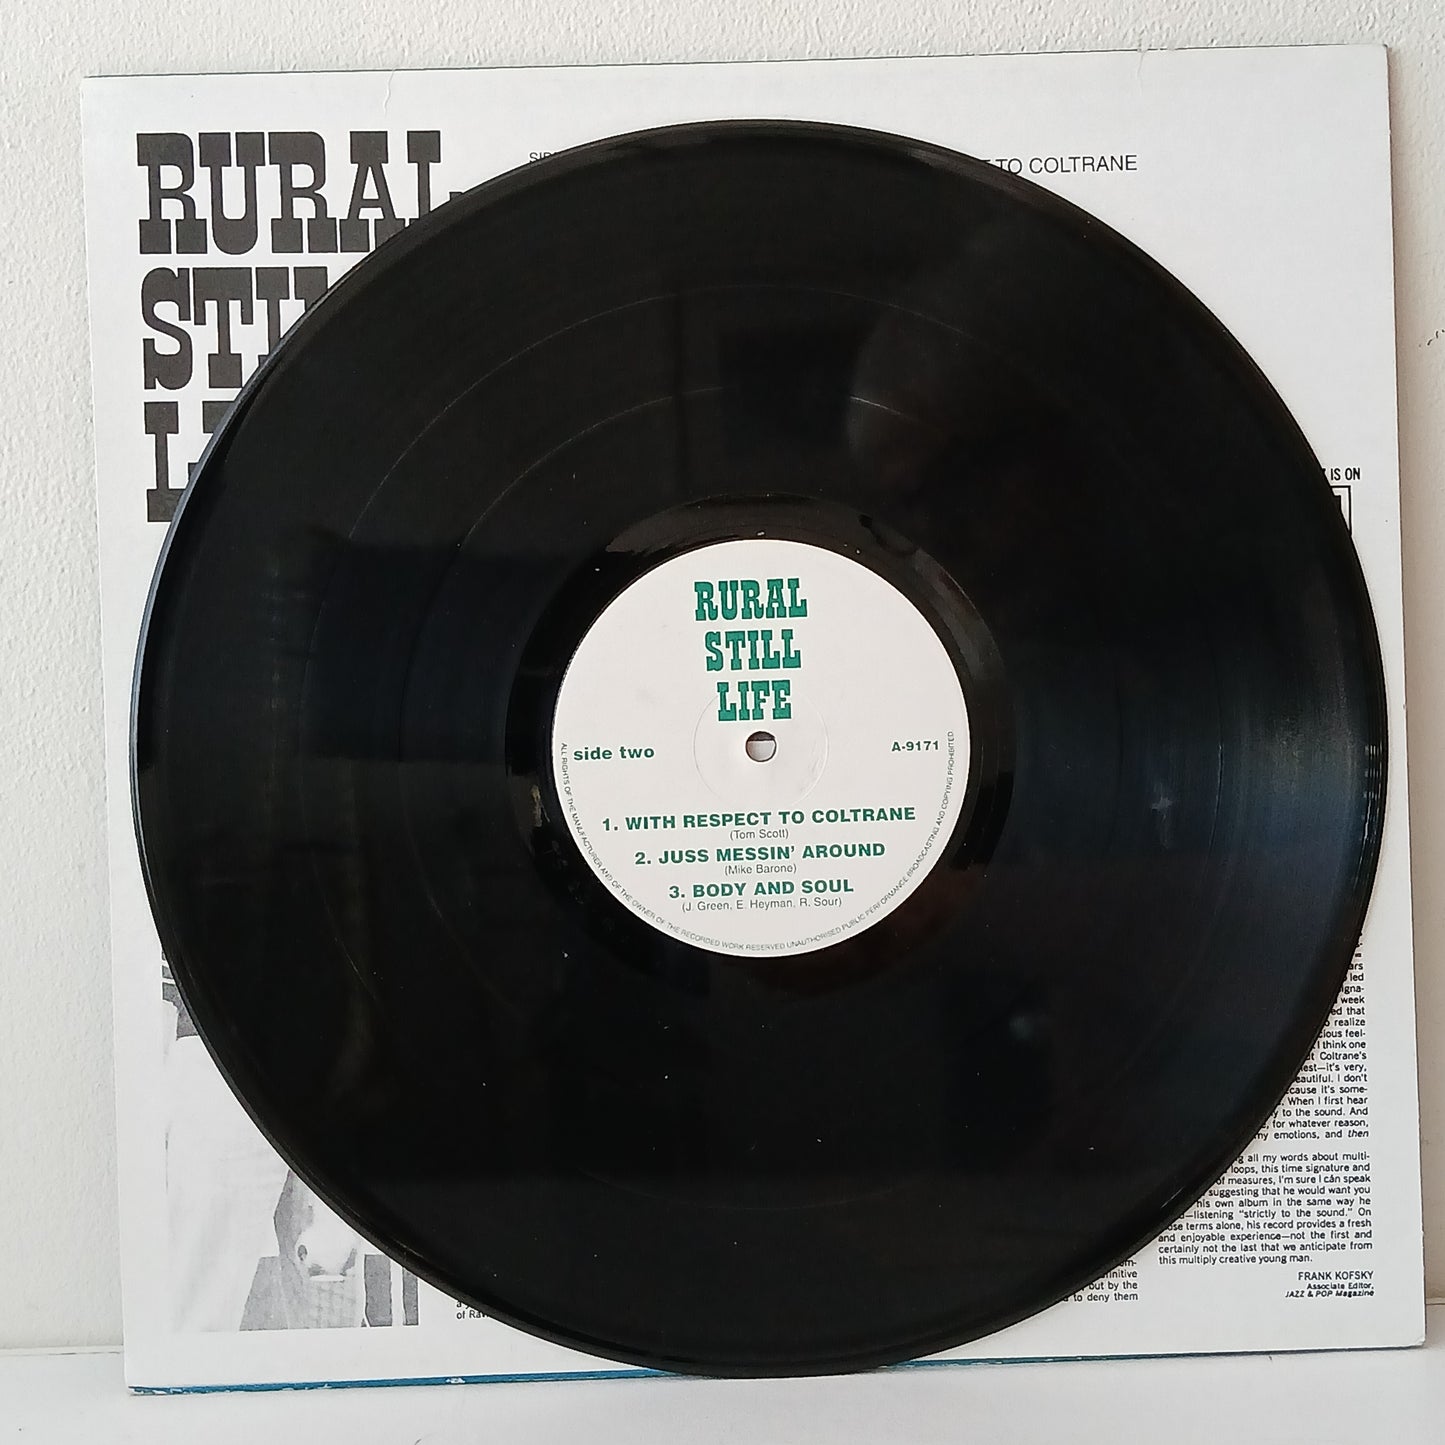 RURAL
TO COLTRANE
IS ON
RURAL
STILL
LIFE
side two
A-9171
1. WITH RESPECT TO COLTRANE
(Tom Scott)
2. JUSS MESSIN' AROUND
(Mike Barone)
3. BODY AND SOUL
(J. Green, E. Heyman, R. Sour)
ALL RIGHTS OF THE MANUFACTURER AND OF THE OWNER OF THE RECORDED WORK RESERVED UNAUTHORISED PUBLIC PERFORMANCE BROADCASTING AND COPYING PROHIBITED
led
week
that
realize
I think one
Coltrane's
it's very,
I don't
it's some-
When I first hear
to the sound. And
for whatever reason,
emotions, and then
all my words about multi-
loops, this time signature and
of measures, I'm sure I can speak
suggesting that he would want you
his own album in the same way he
—listening "strictly to the sound." On
terms alone, his record provides a fresh
and enjoyable experience—not the first and
certainly not the last that we anticipate from
this multiply creative young man.
FRANK KOFSKY
Associate Editor,
JAZZ & POP Magazine
out by the
to deny them
of